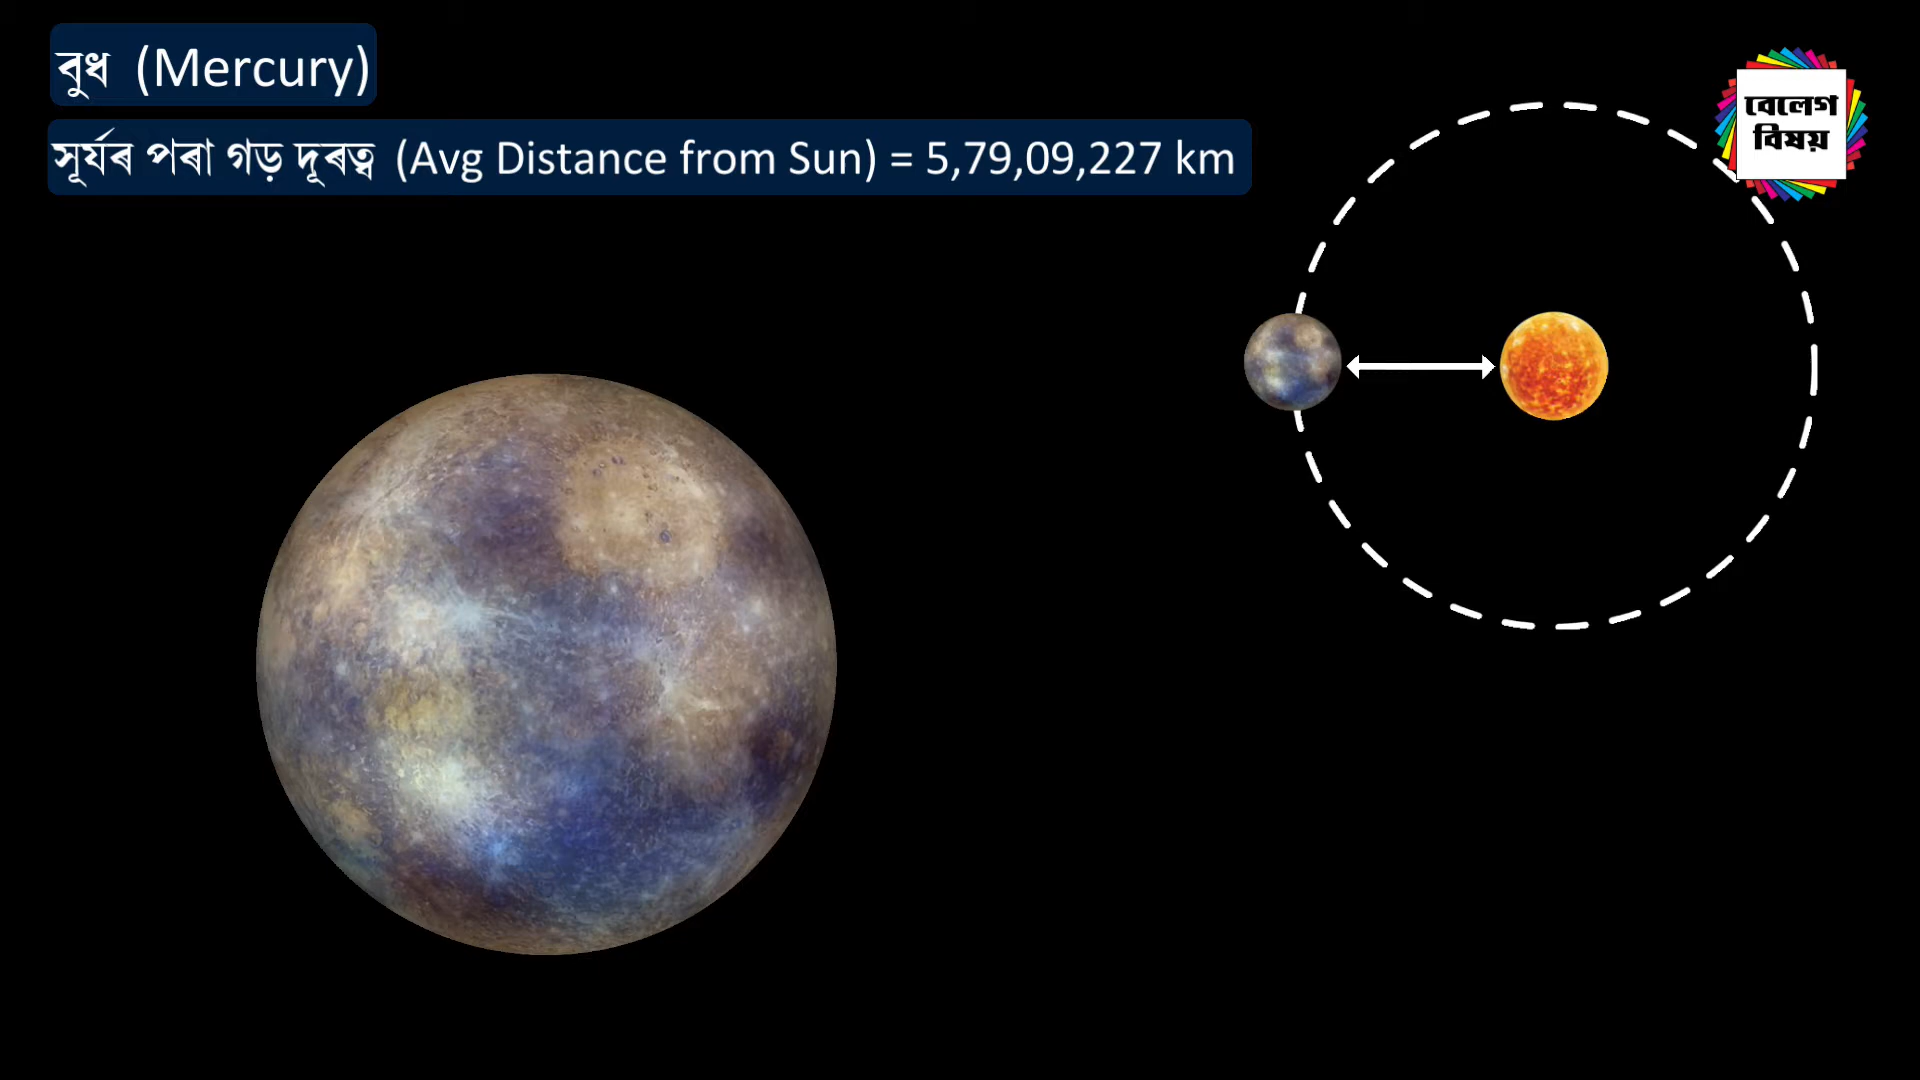 বুধ (Mercury)
সূৰ্যৰ পৰা গড় দূৰত্ব (Avg Distance from Sun) = 5,79,09,227 km
বেলেগ
বিষয়